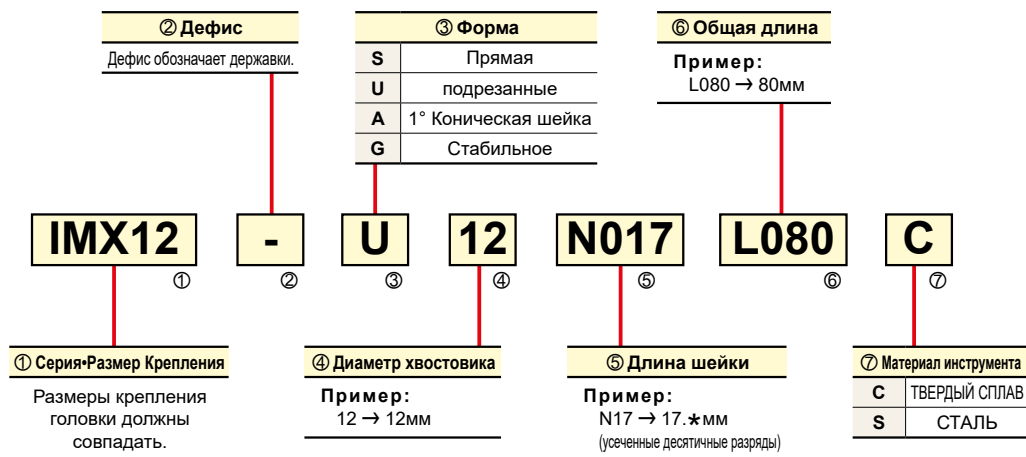 ② Дефис
Дефис обозначает державки.
③ Форма
S Прямая
U подрезанные
A 1° Коническая шейка
G Стабильное
⑥ Общая длина
Пример:
L080 → 80мм
IMX12 - U 12 N017 L080 C
① ② ③ ④ ⑤ ⑥ ⑦
① Серия•Размер Крепления
Размеры крепления
головки должны
совпадать.
④ Диаметр хвостовика
Пример:
12 → 12мм
⑤ Длина шейки
Пример:
N17 → 17.★мм
(усеченные десятичные разряды)
⑦ Материал инструмента
C ТВЕРДЫЙ СПЛАВ
S СТАЛЬ